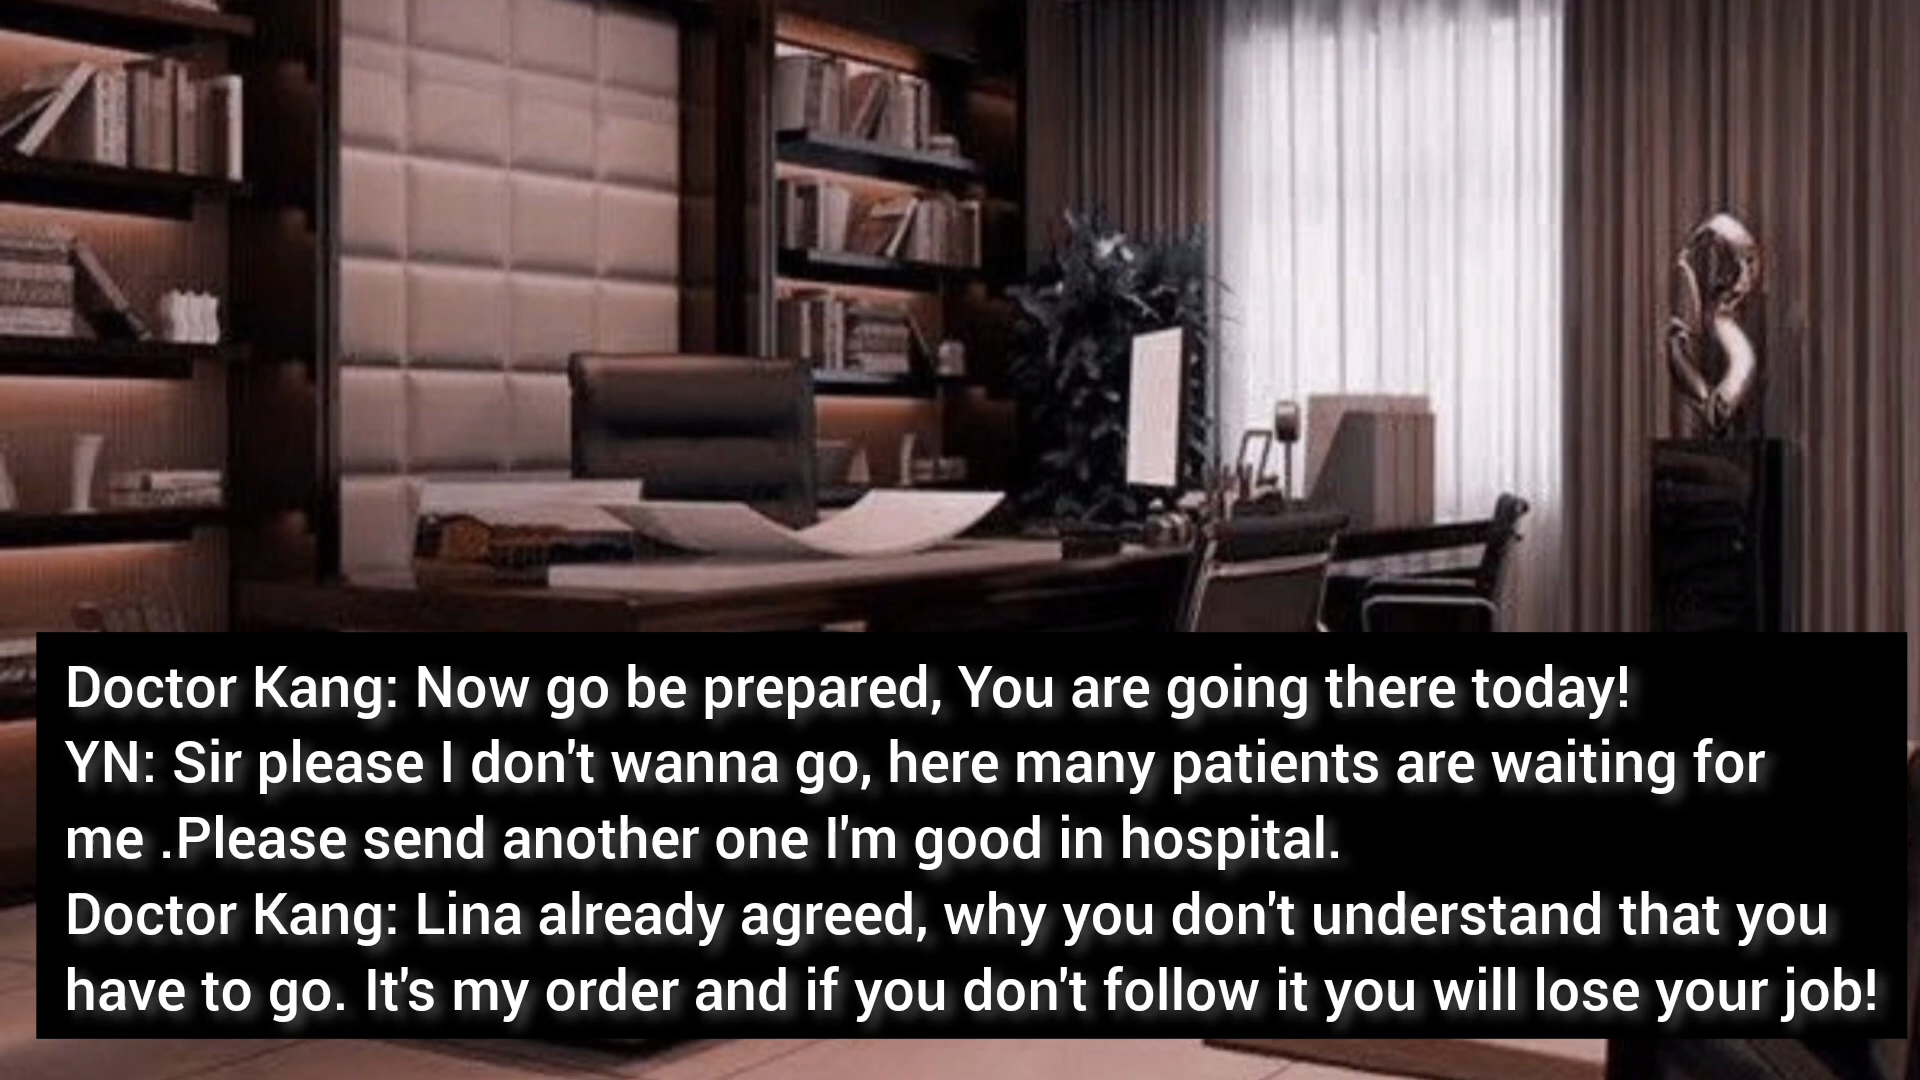 Doctor Kang: Now go be prepared, You are going there today!
YN: Sir please I don't wanna go, here many patients are waiting for
me .Please send another one I'm good in hospital.
Doctor Kang: Lina already agreed, why you don't understand that you
have to go. It's my order and if you don't follow it you will lose your job!